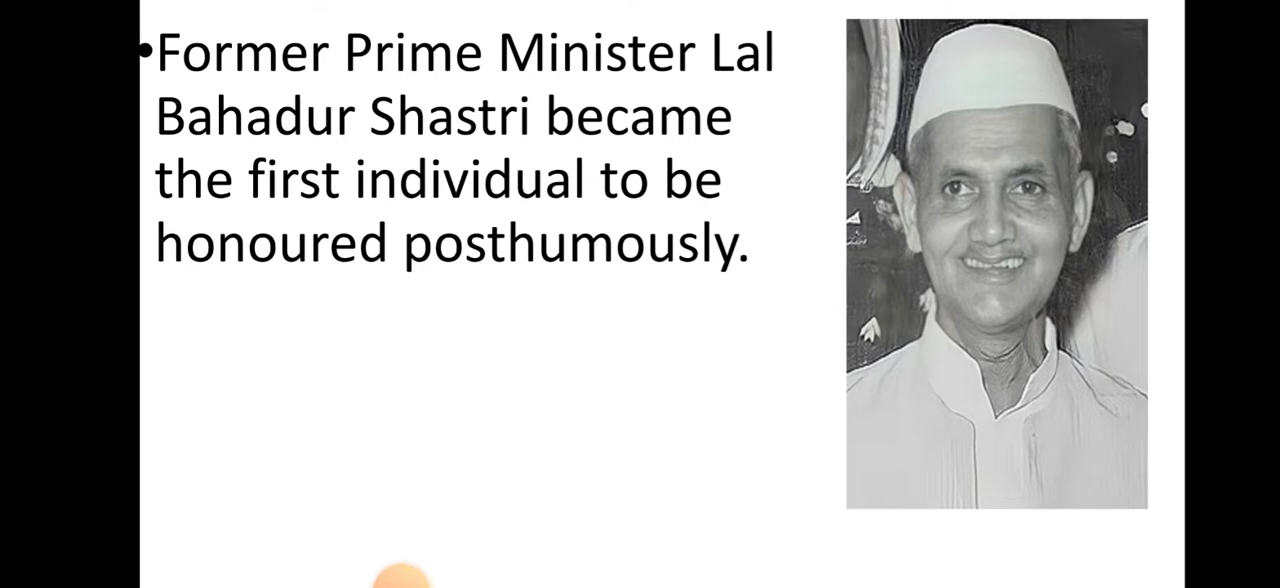 •Former Prime Minister Lal
Bahadur Shastri became
the first individual to be
honoured posthumously.